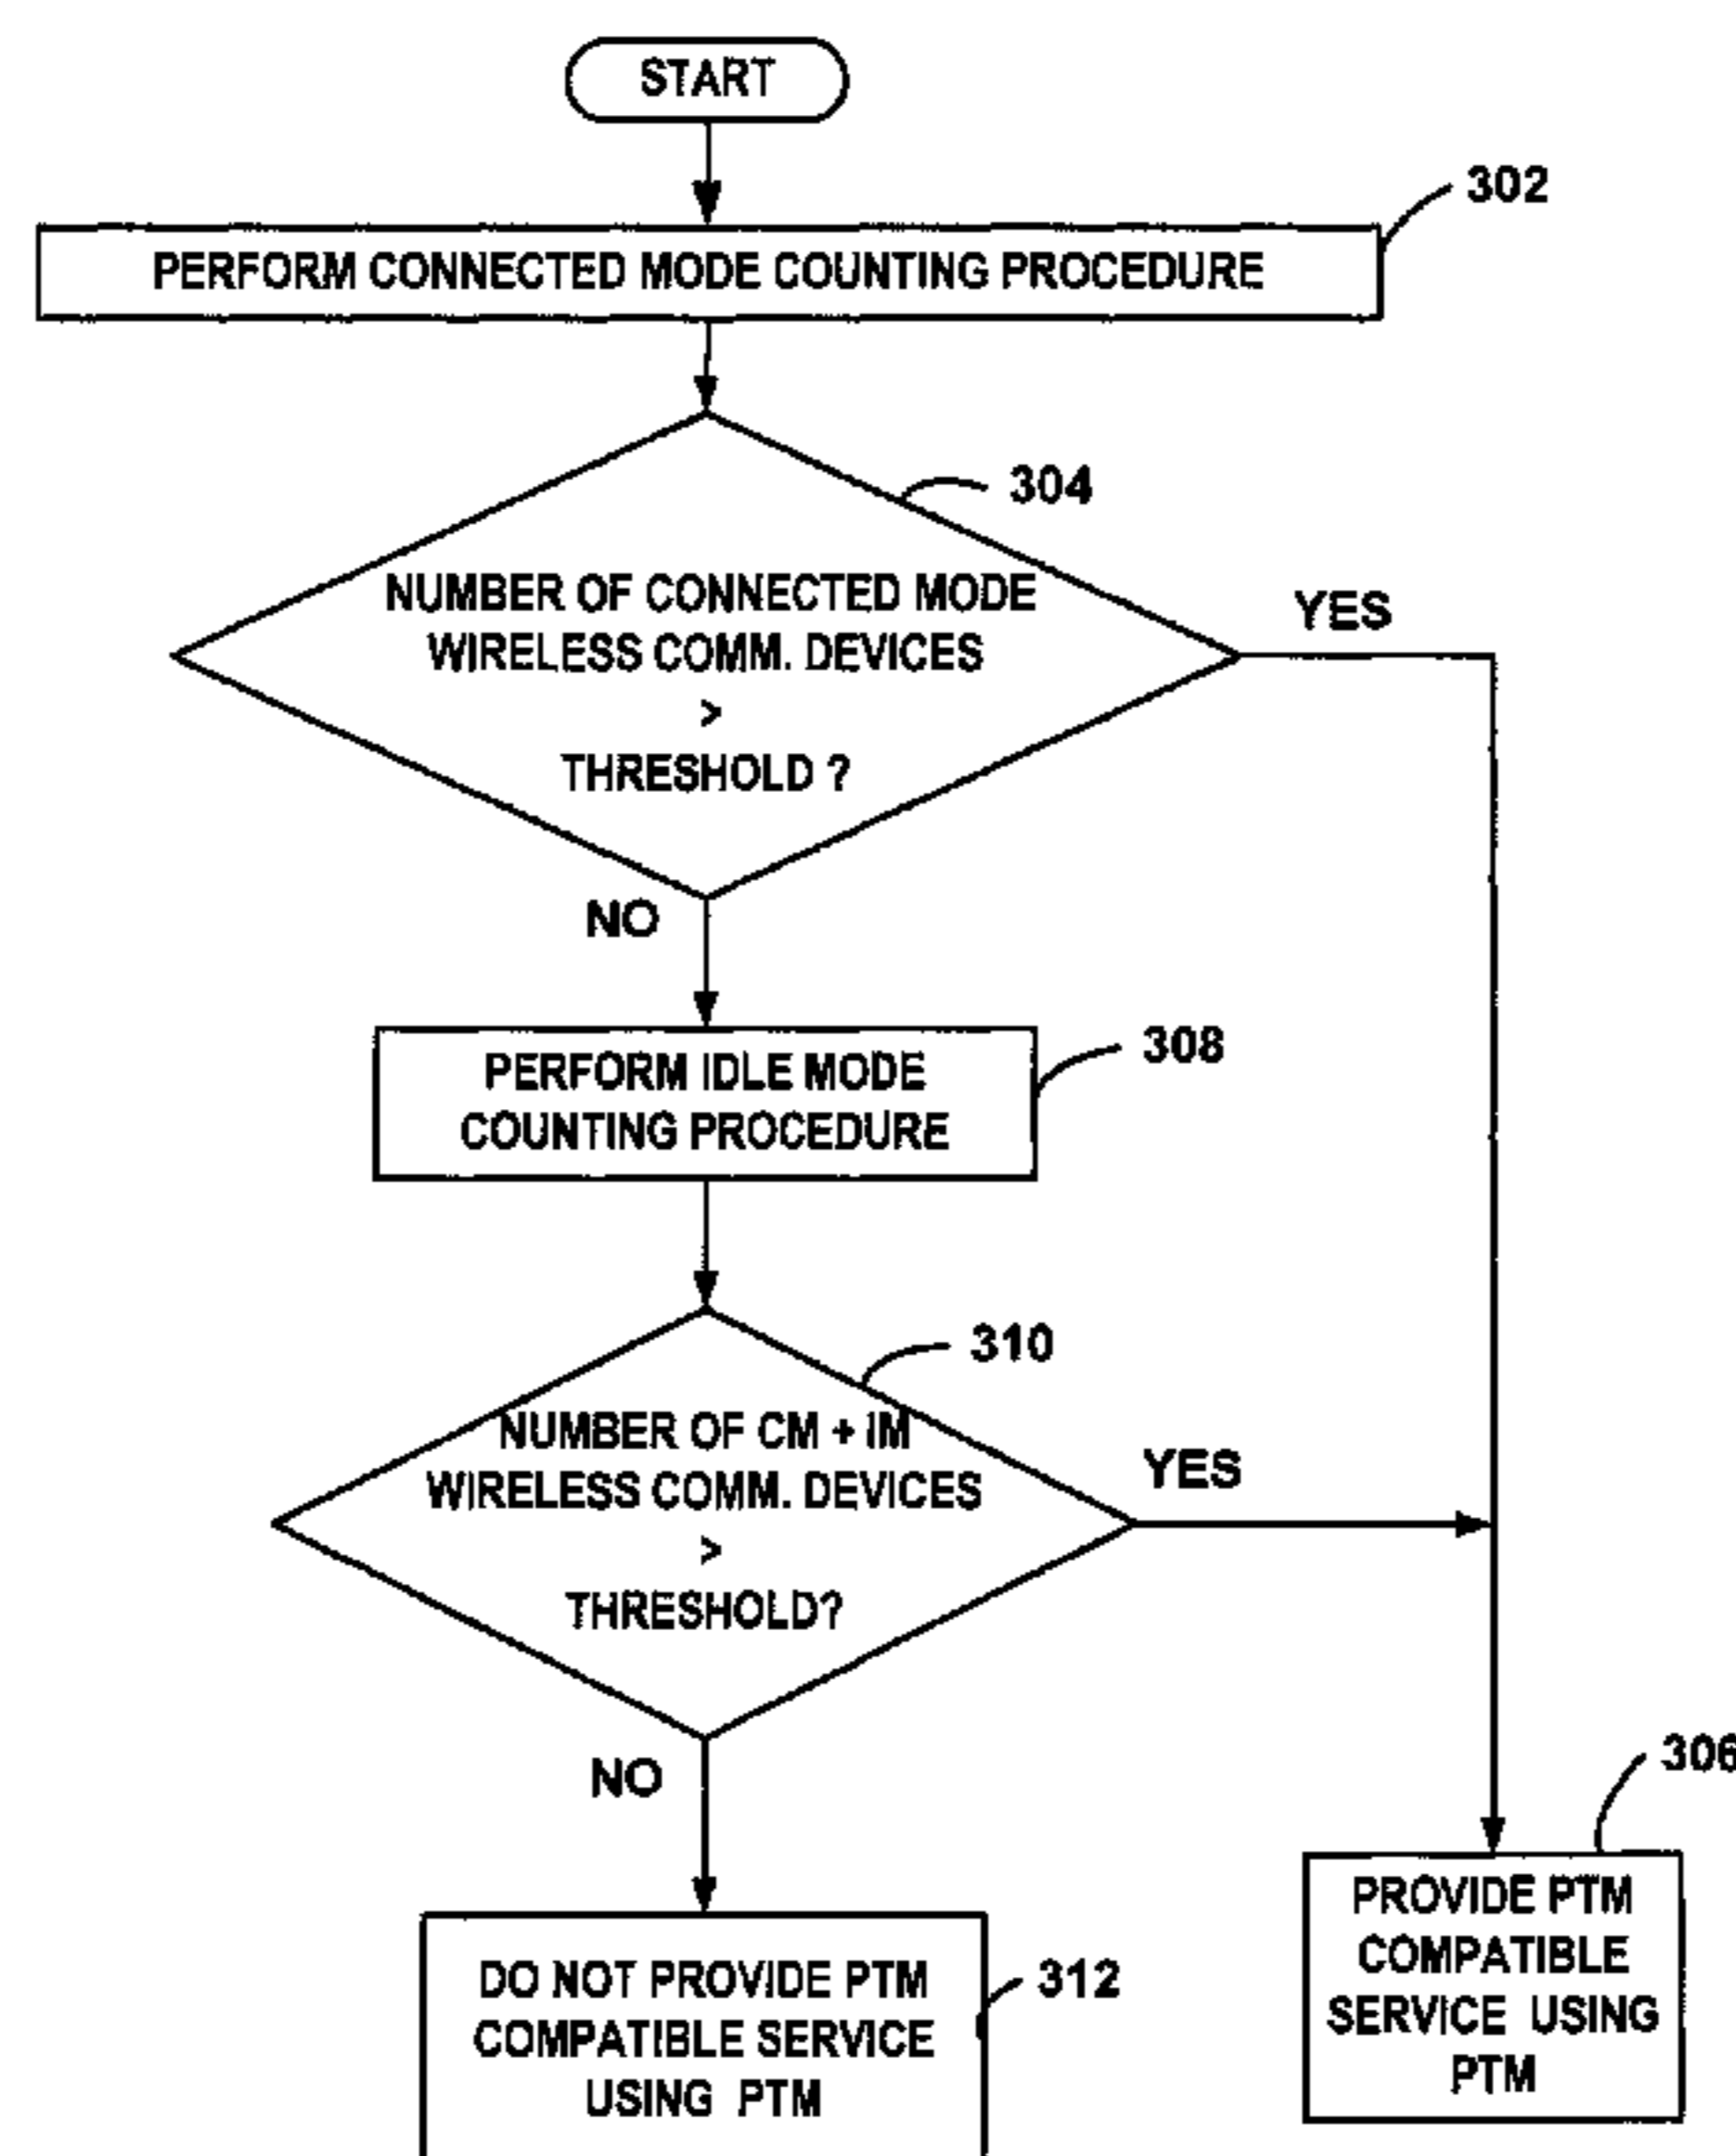 START
302
PERFORM CONNECTED MODE COUNTING PROCEDURE
304
NUMBER OF CONNECTED MODE
WIRELESS COMM. DEVICES
>
THRESHOLD ?
YES
NO
308
PERFORM IDLE MODE
COUNTING PROCEDURE
310
NUMBER OF CM + IM
WIRELESS COMM. DEVICES
>
THRESHOLD?
YES
NO
306
PROVIDE PTM
COMPATIBLE
SERVICE USING
PTM
312
DO NOT PROVIDE PTM
COMPATIBLE SERVICE
USING PTM